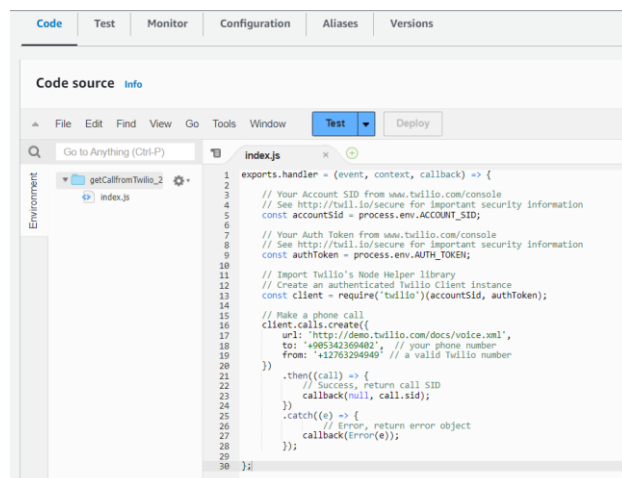 Code Test Monitor Configuration Aliases Versions
Code source Info
File Edit Find View Go Tools Window Test Deploy
Go to Anything (Ctrl-P)
index.js
Environment
getCallfromTwilio_2
index.js
1 exports.handler = (event, context, callback) => {
2
3 // Your Account SID from www.twilio.com/console
4 // See http://twil.io/secure for important security information
5 const accountSid = process.env.ACCOUNT_SID;
6
7 // Your Auth Token from www.twilio.com/console
8 // See http://twil.io/secure for important security information
9 const authToken = process.env.AUTH_TOKEN;
10
11 // Import Twilio's Node Helper library
12 // Create an authenticated Twilio Client instance
13 const client = require('twilio')(accountSid, authToken);
14
15 // Make a phone call
16 client.calls.create({
17 url: 'http://demo.twilio.com/docs/voice.xml',
18 to: '+905342369402', // your phone number
19 from: '+12763294949' // a valid Twilio number
20 })
21 .then((call) => {
22 // Success, return call SID
23 callback(null, call.sid);
24 })
25 .catch((e) => {
26 // Error, return error object
27 callback(Error(e));
28 });
29
30 };